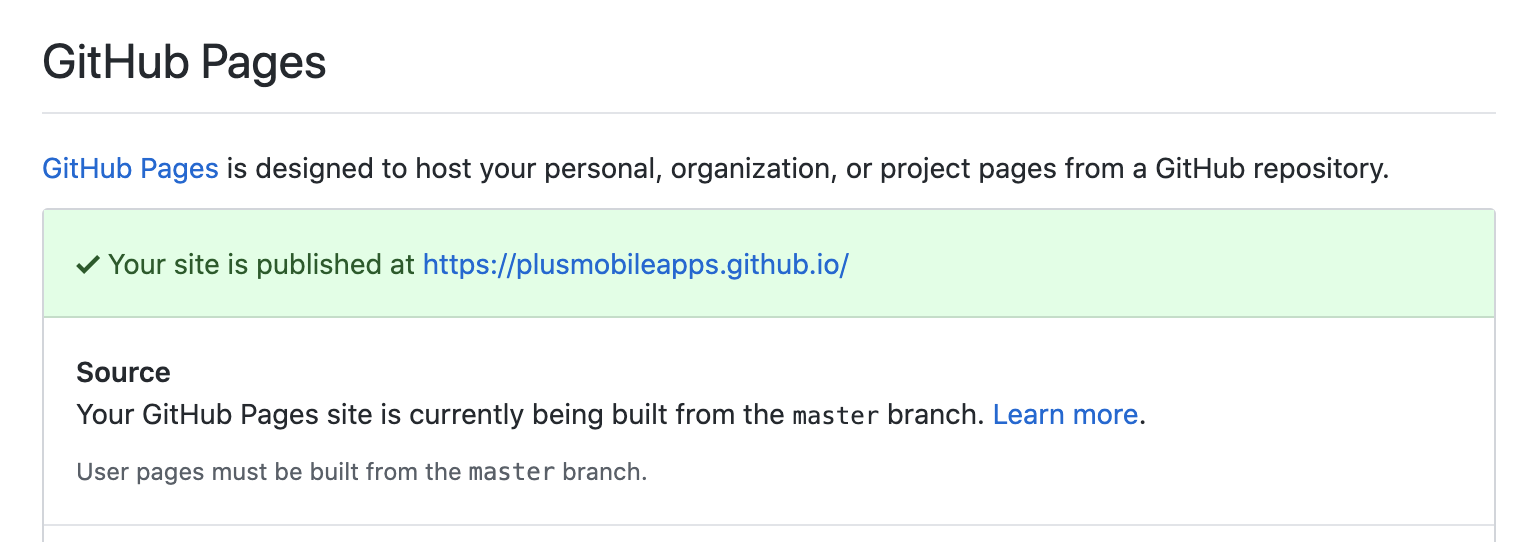 GitHub Pages
GitHub Pages is designed to host your personal, organization, or project pages from a GitHub repository.
✓ Your site is published at https://plusmobileapps.github.io/
Source
Your GitHub Pages site is currently being built from the master branch. Learn more.
User pages must be built from the master branch.